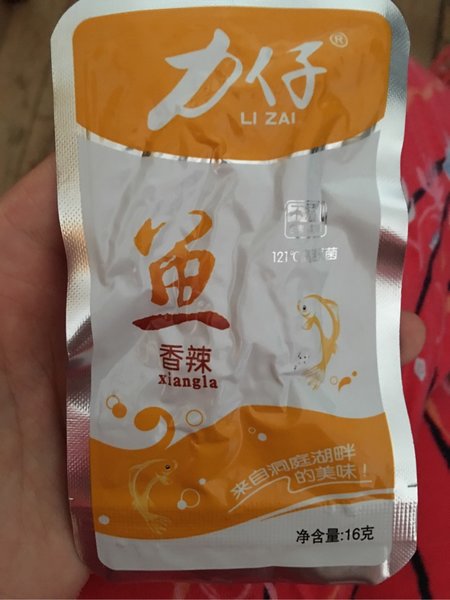 力仔®
LI ZAI
鱼
香辣
xiangla
121℃
菌
来自洞庭湖畔
的美味!
净含量:16克